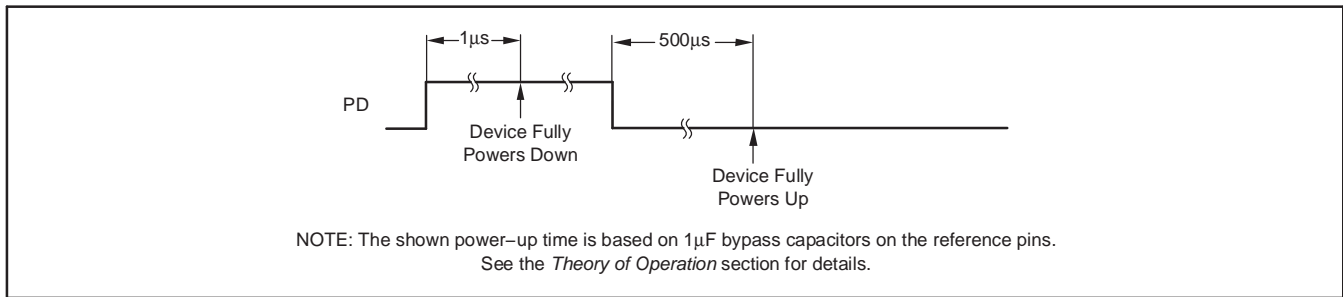 1μs
500μs
PD
Device Fully
Powers Down
Device Fully
Powers Up
NOTE: The shown power–up time is based on 1μF bypass capacitors on the reference pins.
See the Theory of Operation section for details.